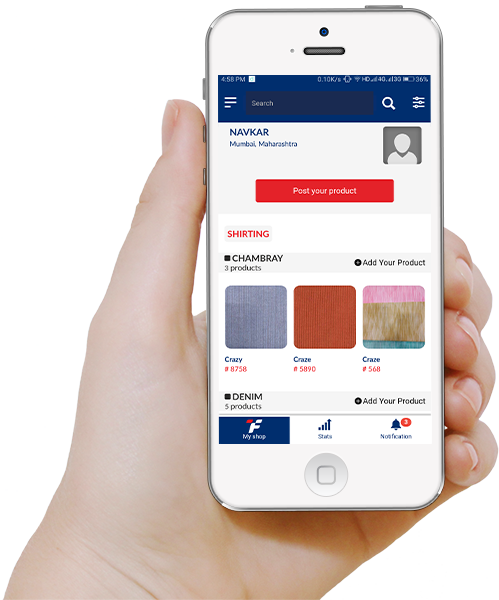 4:58 PM 0.10K/s HD 4G 3G 36%
Search
NAVKAR
Mumbai, Maharashtra
Post your product
SHIRTING
CHAMBRAY
3 products
Add Your Product
Crazy Craze Craze
# 8758 # 5890 # 568
DENIM
5 products
Add Your Product
F 3
My shop Stats Notification